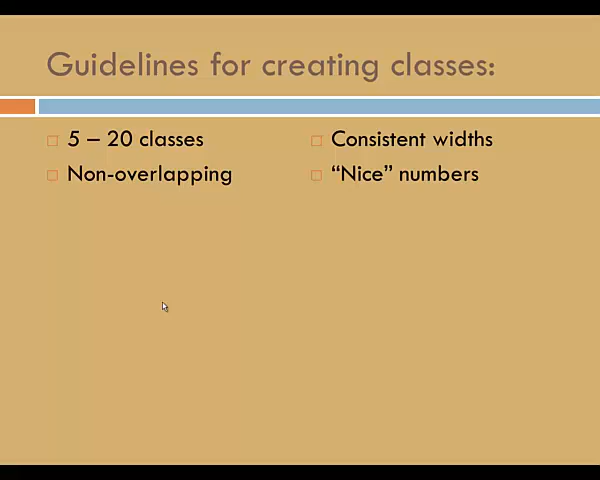 Guidelines for creating classes:
5 – 20 classes
Non-overlapping
Consistent widths
“Nice” numbers